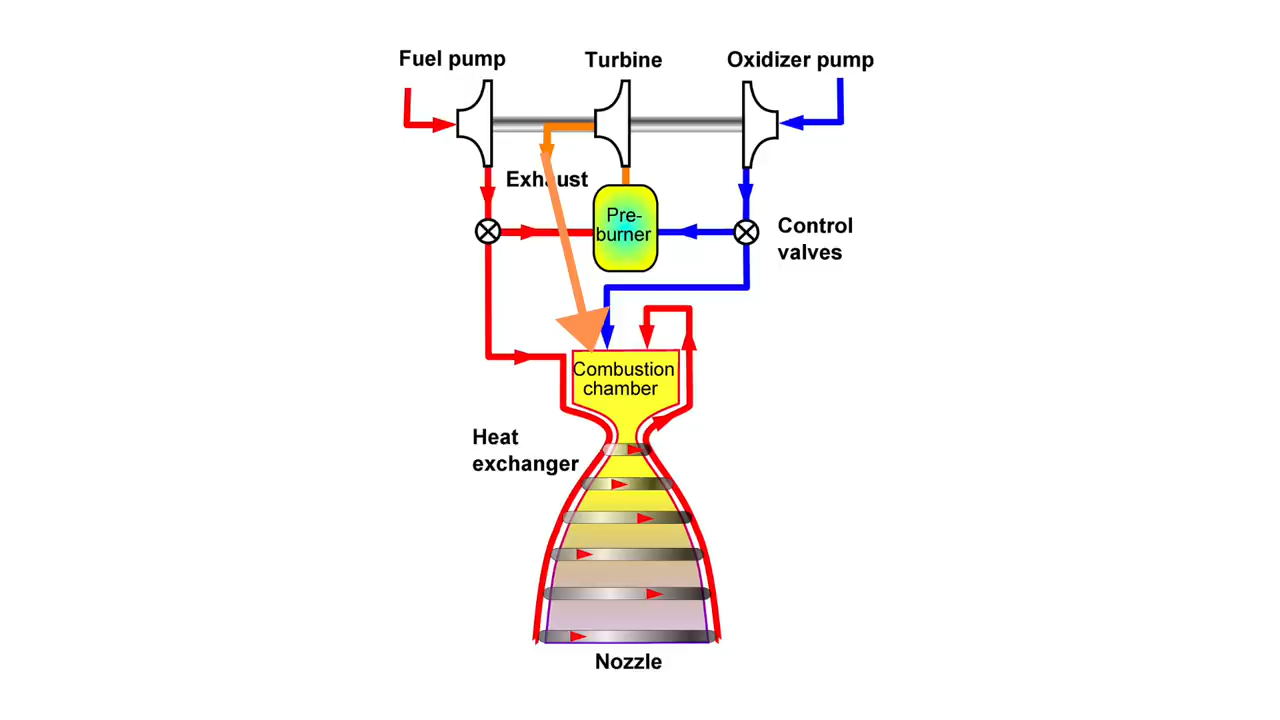 Fuel pump
Turbine
Oxidizer pump
Exhaust
Pre-
burner
Control
valves
Combustion
chamber
Heat
exchanger
Nozzle